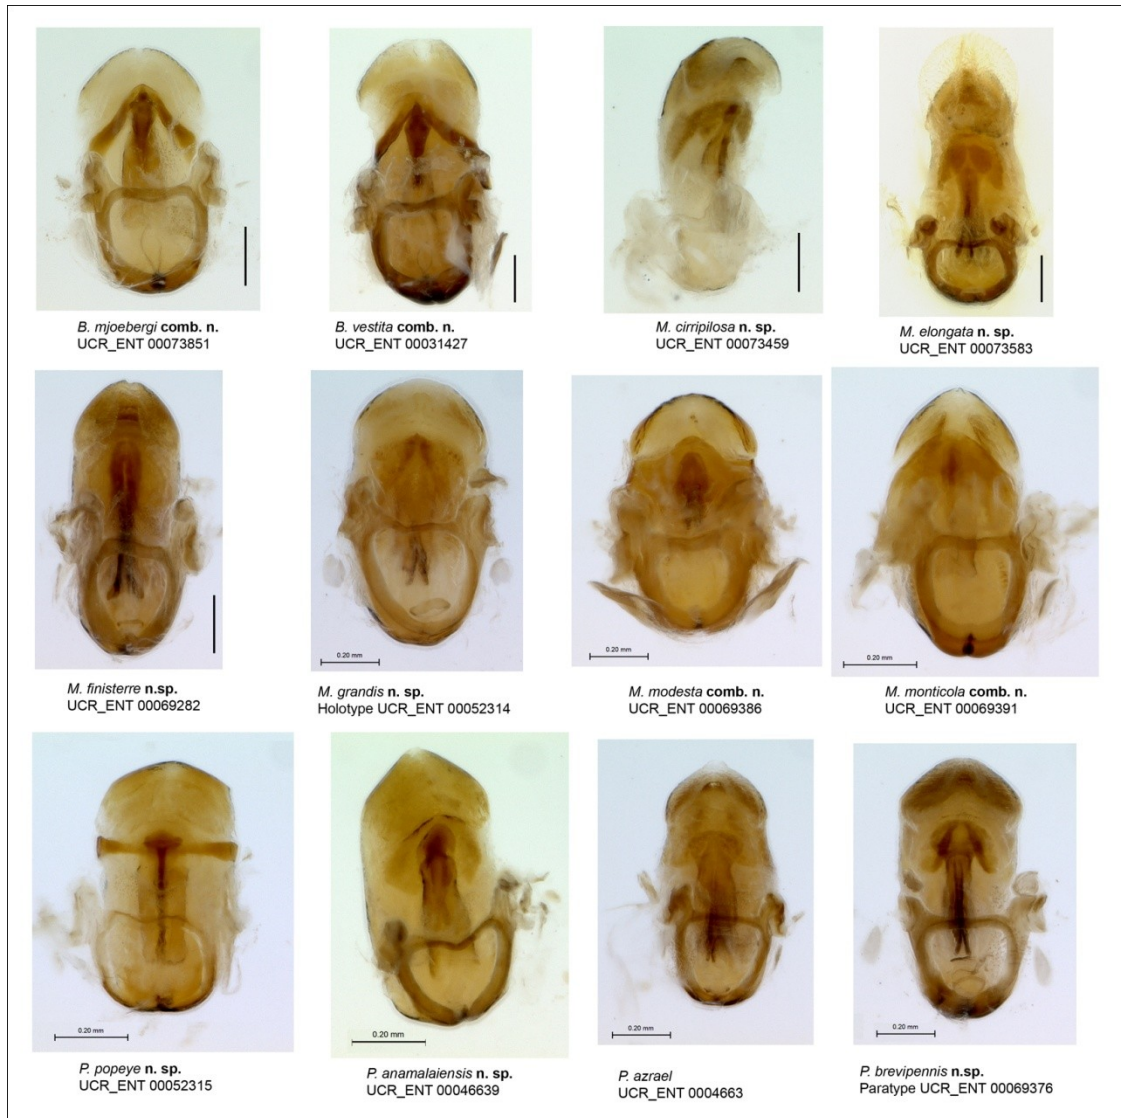 B. mjoebergi comb. n.
UCR_ENT 00073851
B. vestita comb. n.
UCR_ENT 00031427
M. cirripilosa n. sp.
UCR_ENT 00073459
M. elongata n. sp.
UCR_ENT 00073583
0.20 mm
0.20 mm
0.20 mm
M. finisterre n.sp.
UCR_ENT 00069282
M. grandis n. sp.
Holotype UCR_ENT 00052314
M. modesta comb. n.
UCR_ENT 00069386
M. monticola comb. n.
UCR_ENT 00069391
0.20 mm
0.20 mm
0.20 mm
0.20 mm
P. popeye n. sp.
UCR_ENT 00052315
P. anamalaiensis n. sp.
UCR_ENT 00046639
P. azrael
UCR_ENT 0004663
P. brevipennis n.sp.
Paratype UCR_ENT 00069376